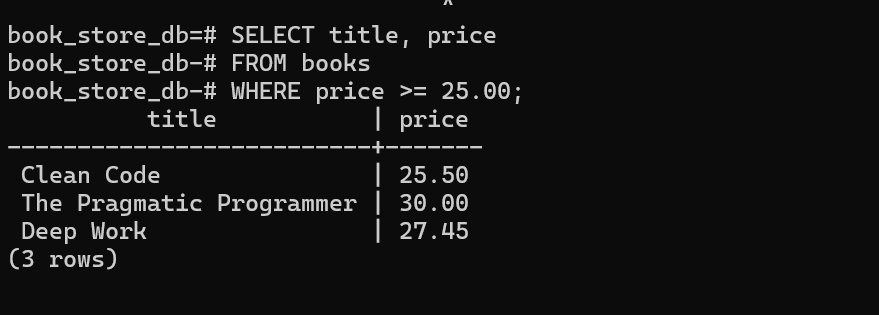 ^
book_store_db=# SELECT title, price
book_store_db-# FROM books
book_store_db-# WHERE price >= 25.00;
          title           | price
--------------------------+-------
 Clean Code               | 25.50
 The Pragmatic Programmer | 30.00
 Deep Work                | 27.45
(3 rows)